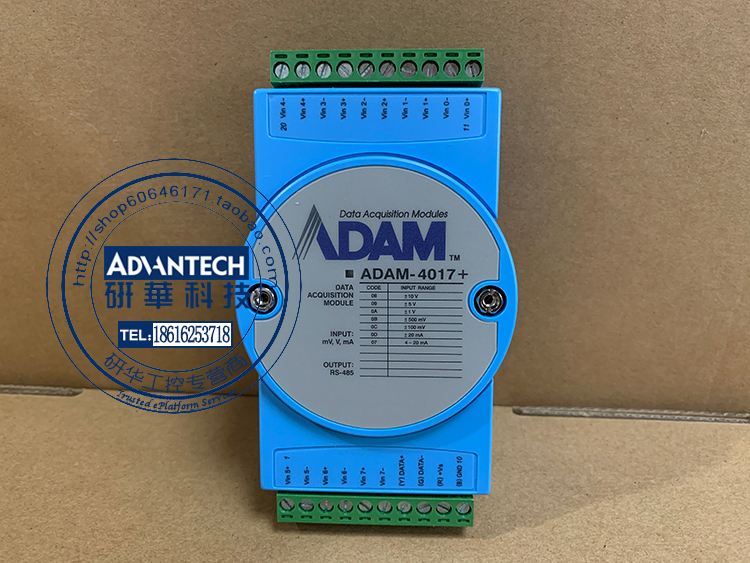 20 Vin 4- Vin 4+ Vin 3- Vin 3+ Vin 2- Vin 2+ Vin 1- Vin 1+ Vin 0- 11 Vin 0+
Data Acquisition Modules
ADAM™
ADAM-4017+
DATA ACQUISITION MODULE
INPUT:
mV, V, mA
OUTPUT:
RS-485
CODE INPUT RANGE
08 ±10 V
09 ±5 V
0A ±1 V
0B ±500 mV
0C ±100 mV
0D ±20 mA
07 4~20 mA
Vin 5+ 1 Vin 5- Vin 6+ Vin 6- Vin 7+ Vin 7- (Y) DATA+ (G) DATA- (R) +Vs (B) GND 10
http://shop60646171.taobao.com
ADVANTECH
研華科技
TEL:18616253718
研华工控专营商
Trusted ePlatform Services